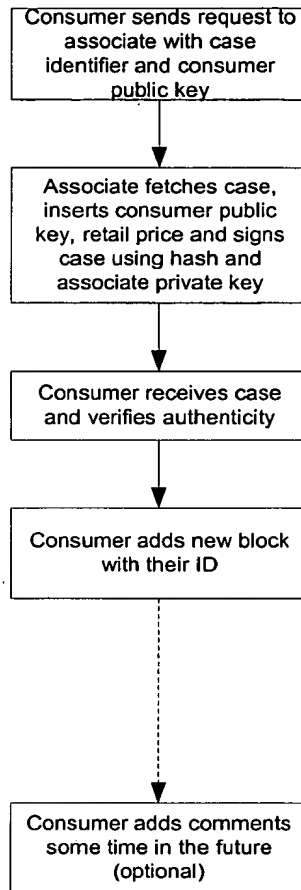 Consumer sends request to
associate with case
identifier and consumer
public key
Associate fetches case,
inserts consumer public
key, retail price and signs
case using hash and
associate private key
Consumer receives case
and verifies authenticity
Consumer adds new block
with their ID
Consumer adds comments
some time in the future
(optional)